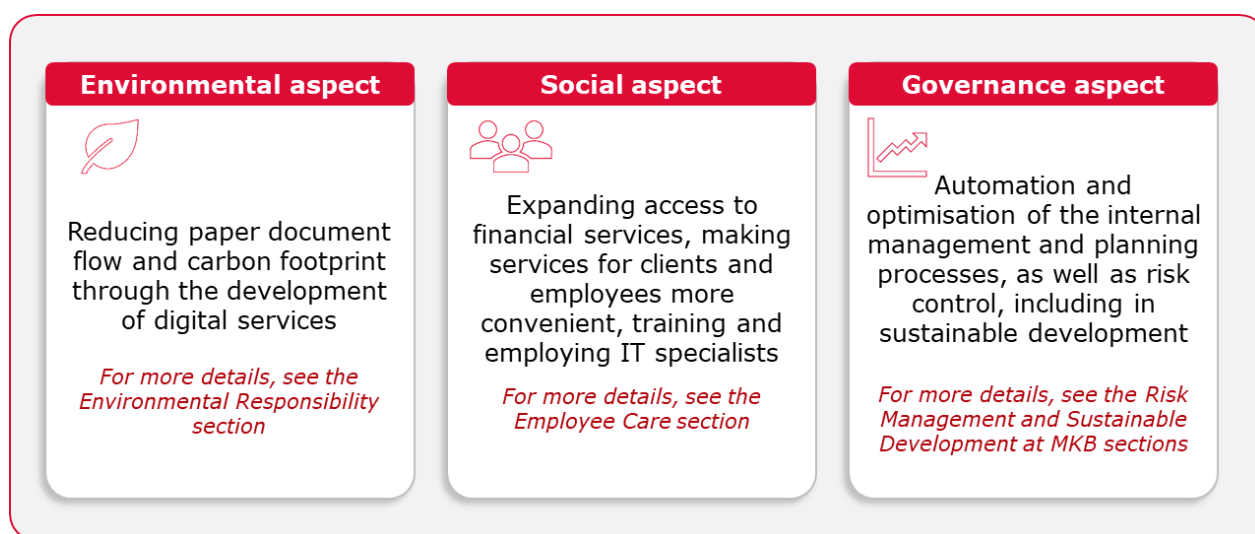 Environmental aspect
Reducing paper document
flow and carbon footprint
through the development
of digital services
For more details, see the
Environmental Responsibility
section
Social aspect
Expanding access to
financial services, making
services for clients and
employees more
convenient, training and
employing IT specialists
For more details, see the
Employee Care section
Governance aspect
Automation and
optimisation of the internal
management and planning
processes, as well as risk
control, including in
sustainable development
For more details, see the Risk
Management and Sustainable
Development at MKB sections